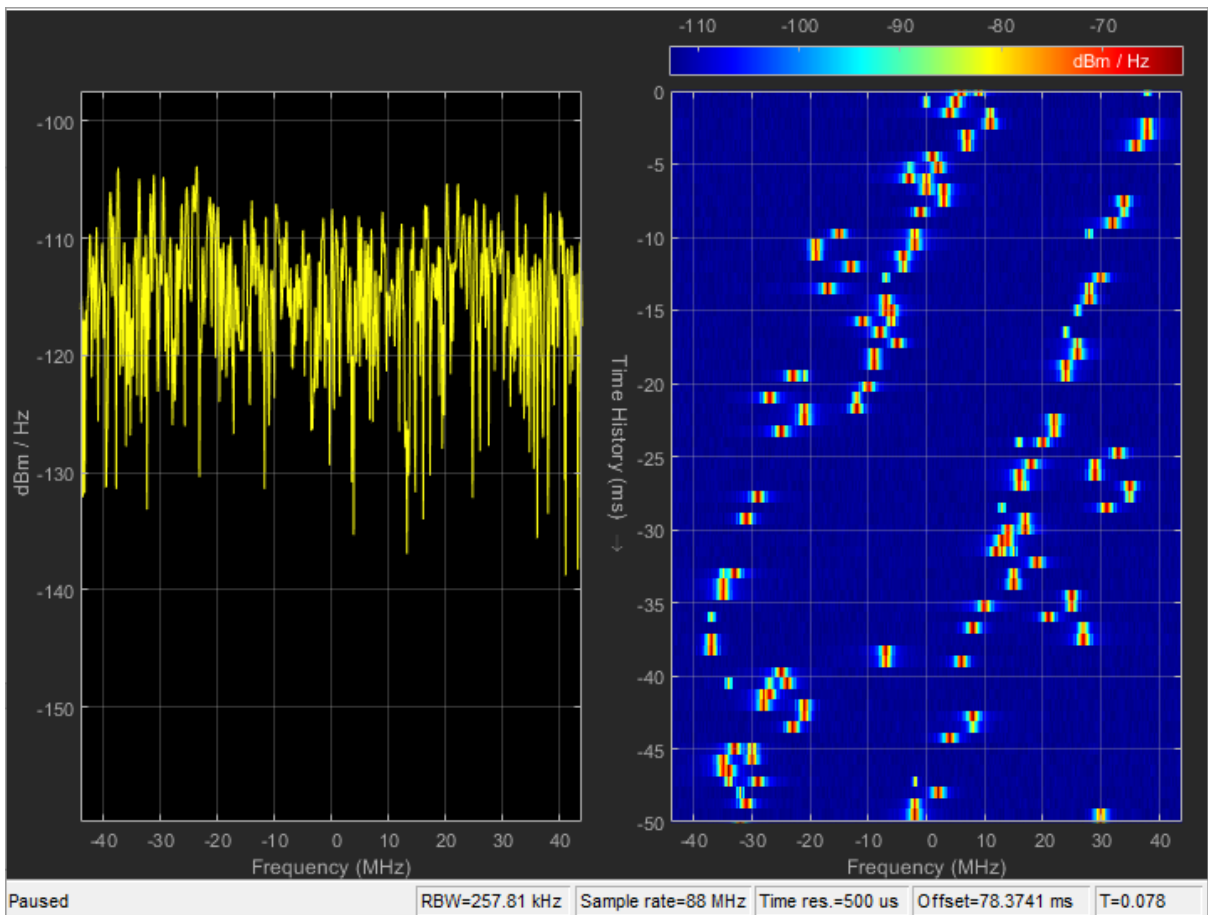 -110 -100 -90 -80 -70
dBm / Hz
-100
-110
-120
-130
-140
-150
dBm / Hz
-40 -30 -20 -10 0 10 20 30 40
Frequency (MHz)
0
-5
-10
-15
-20
-25
-30
-35
-40
-45
-50
Time History (ms) →
-40 -30 -20 -10 0 10 20 30 40
Frequency (MHz)
Paused RBW=257.81 kHz Sample rate=88 MHz Time res.=500 us Offset=78.3741 ms T=0.078